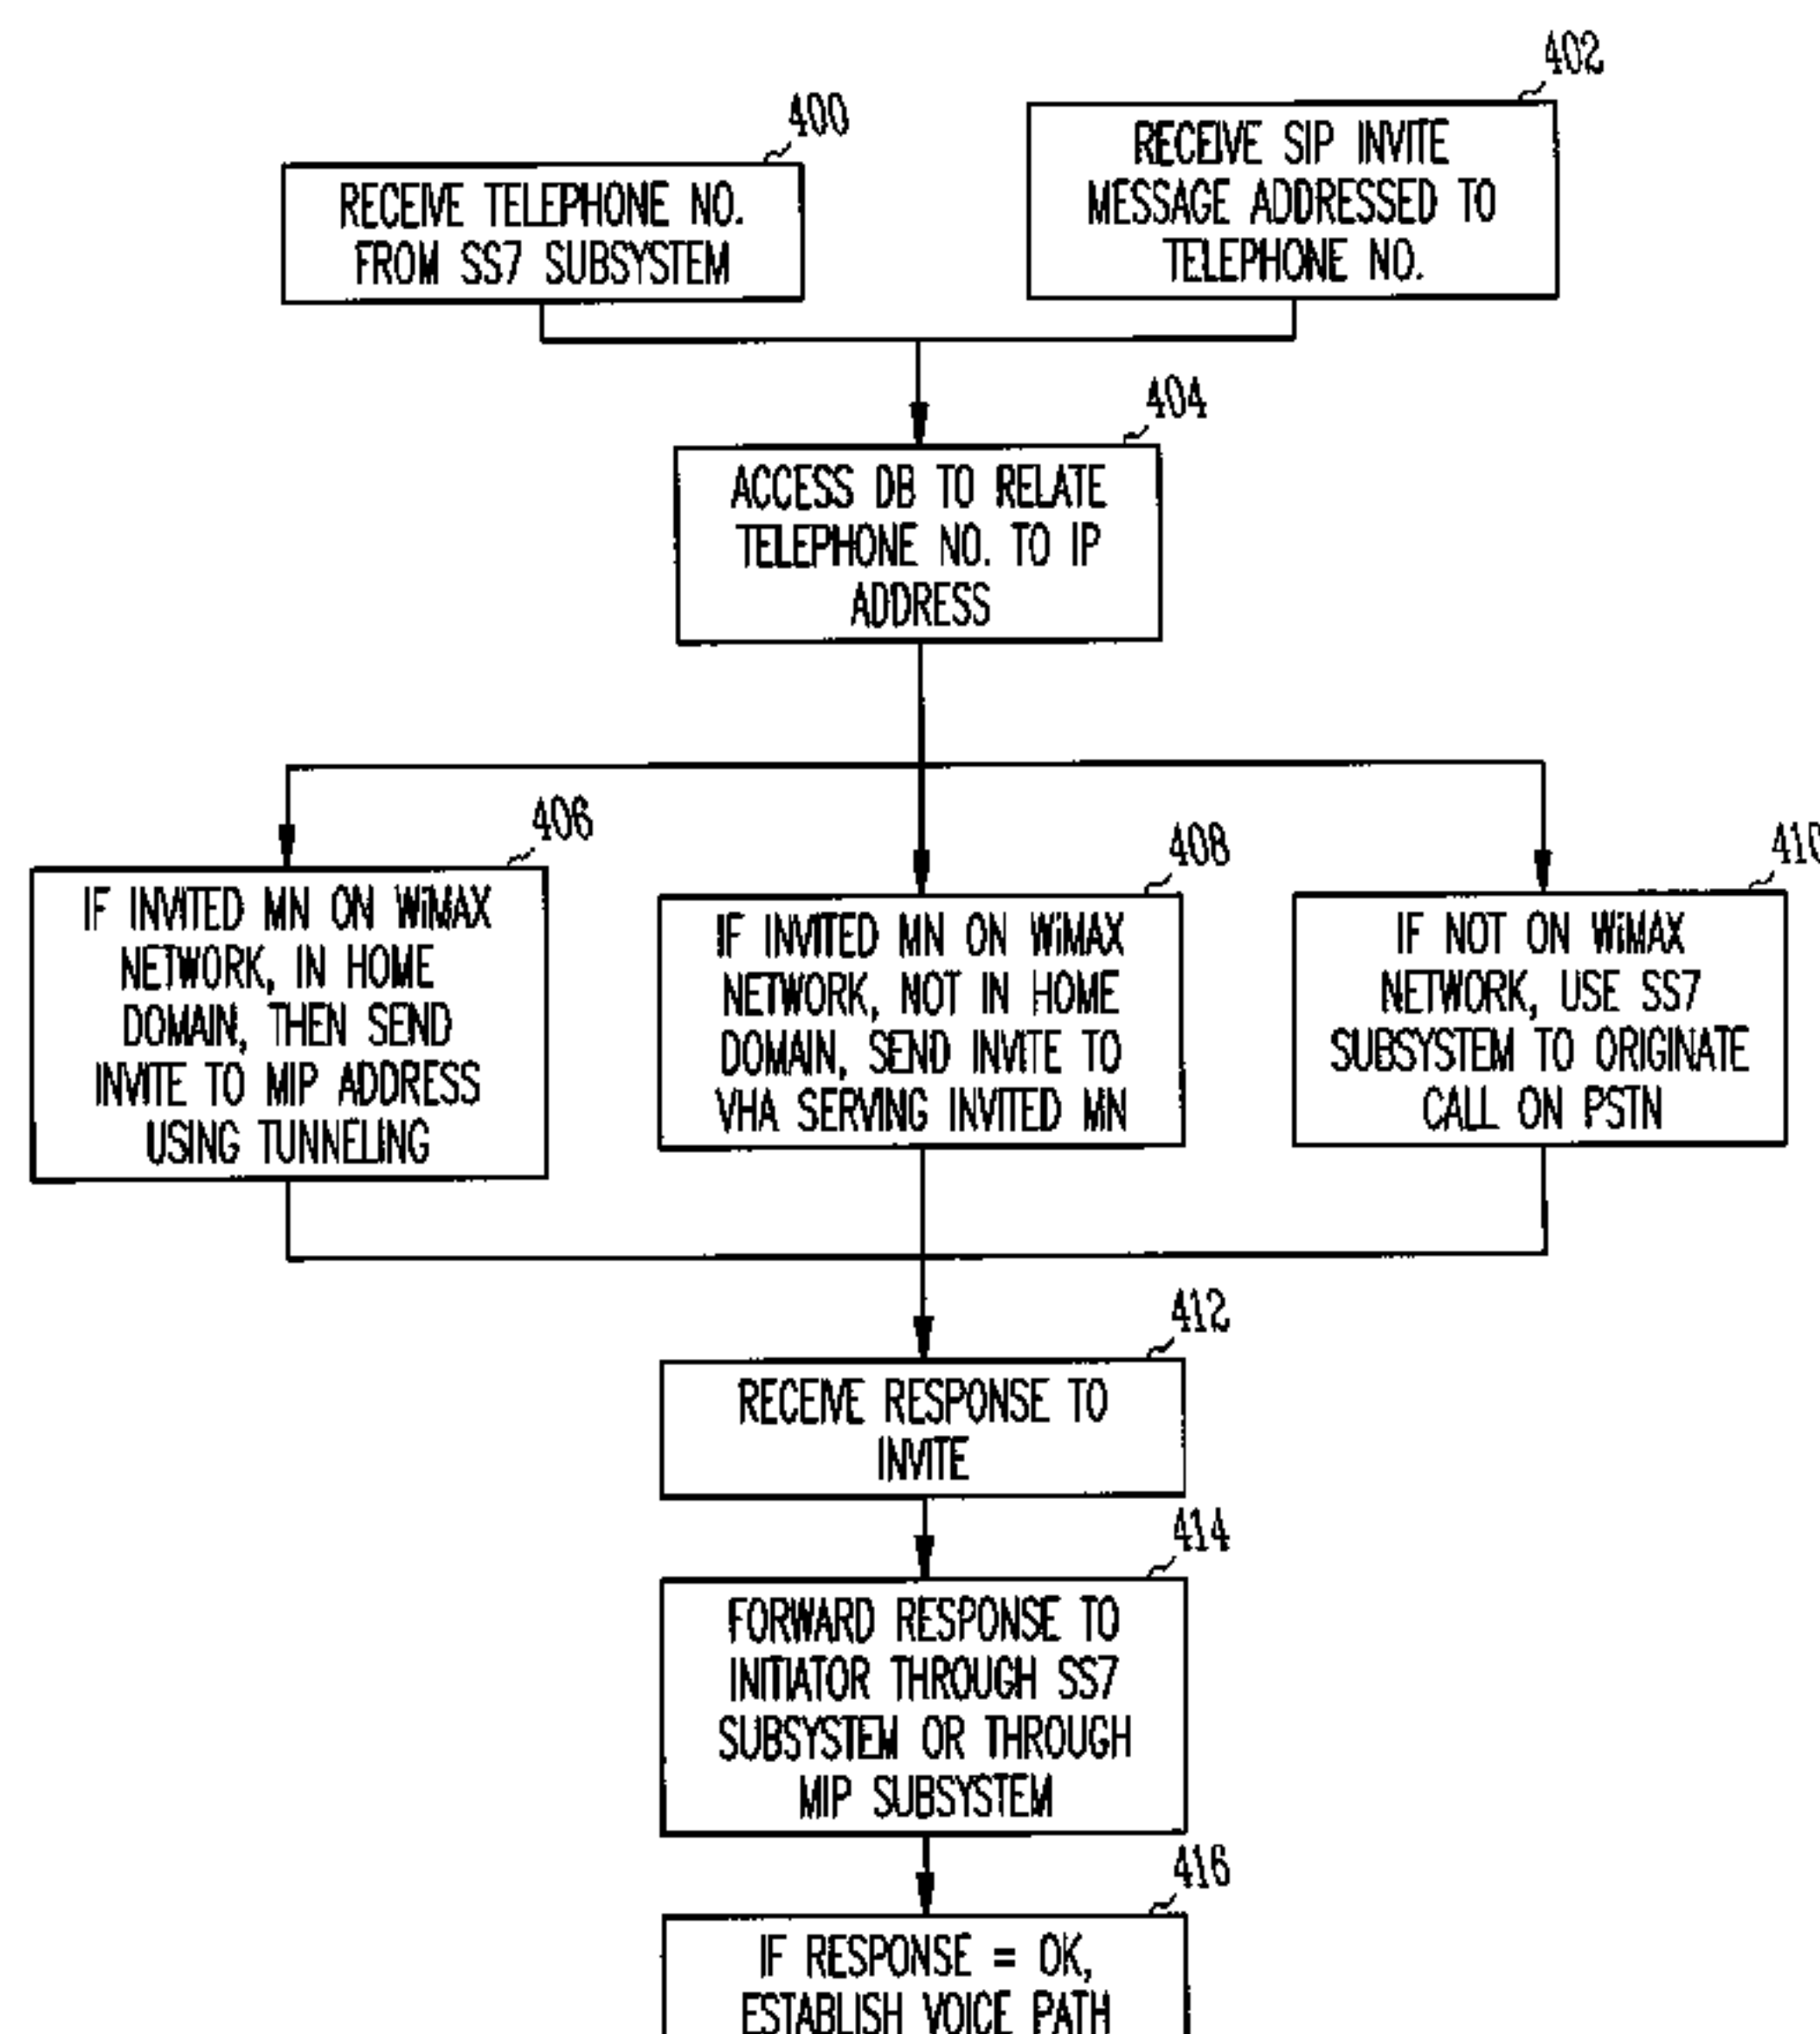 400
RECEIVE TELEPHONE NO.
FROM SS7 SUBSYSTEM
402
RECEIVE SIP INVITE
MESSAGE ADDRESSED TO
TELEPHONE NO.
404
ACCESS DB TO RELATE
TELEPHONE NO. TO IP
ADDRESS
406
IF INVITED MN ON WiMAX
NETWORK, IN HOME
DOMAIN, THEN SEND
INVITE TO MIP ADDRESS
USING TUNNELING
408
IF INVITED MN ON WiMAX
NETWORK, NOT IN HOME
DOMAIN, SEND INVITE TO
VHA SERVING INVITED MN
410
IF NOT ON WiMAX
NETWORK, USE SS7
SUBSYSTEM TO ORIGINATE
CALL ON PSTN
412
RECEIVE RESPONSE TO
INVITE
414
FORWARD RESPONSE TO
INITIATOR THROUGH SS7
SUBSYSTEM OR THROUGH
MIP SUBSYSTEM
416
IF RESPONSE = OK,
ESTABLISH VOICE PATH